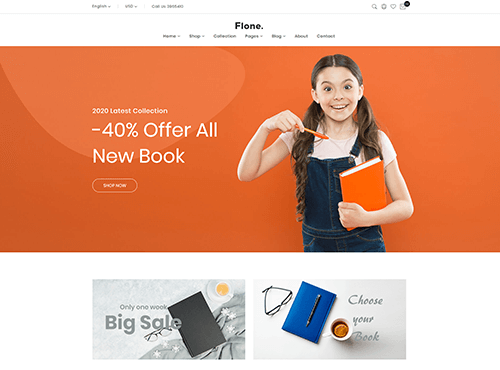 English
USD
Call Us 3965410
Flone.
Home Shop Collection Pages Blog About Contact
2020 Latest Collection
-40% Offer All
New Book
SHOP NOW
Only one week
Big Sale
Choose
your
Book